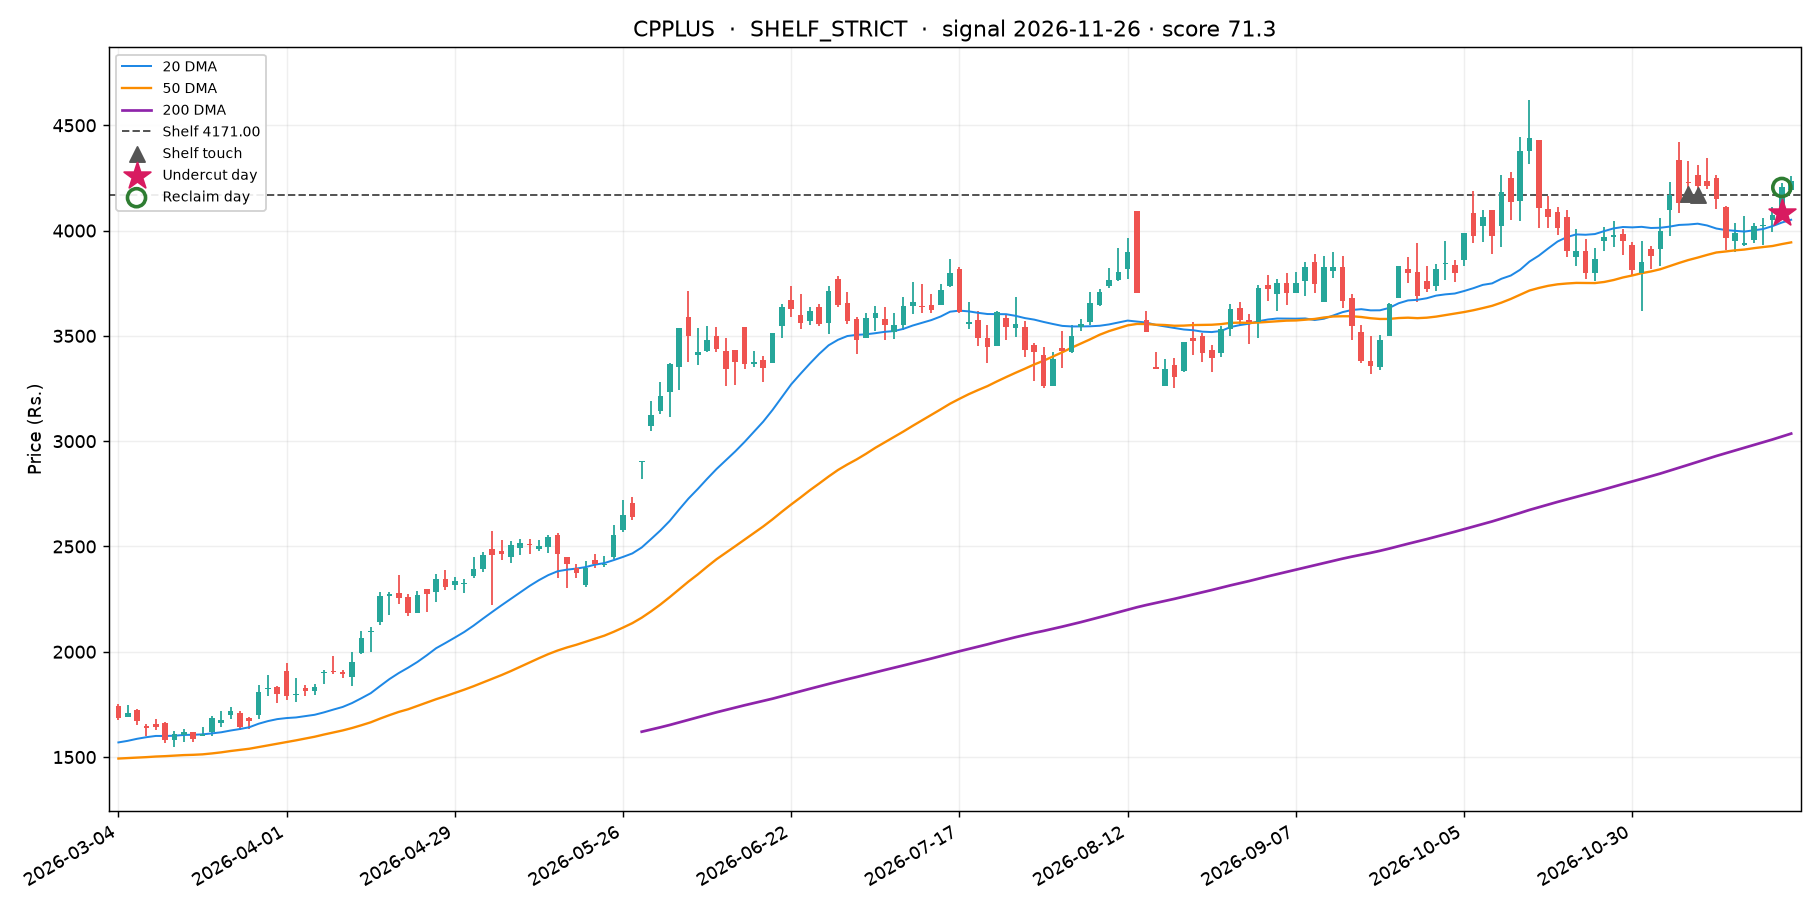 CPPLUS · SHELF_STRICT · signal 2026-11-26 · score 71.3
20 DMA
50 DMA
200 DMA
Shelf 4171.00
Shelf touch
Undercut day
Reclaim day
Price (Rs.)
4500
4000
3500
3000
2500
2000
1500
2026-03-04
2026-04-01
2026-04-29
2026-05-26
2026-06-22
2026-07-17
2026-08-12
2026-09-07
2026-10-05
2026-10-30